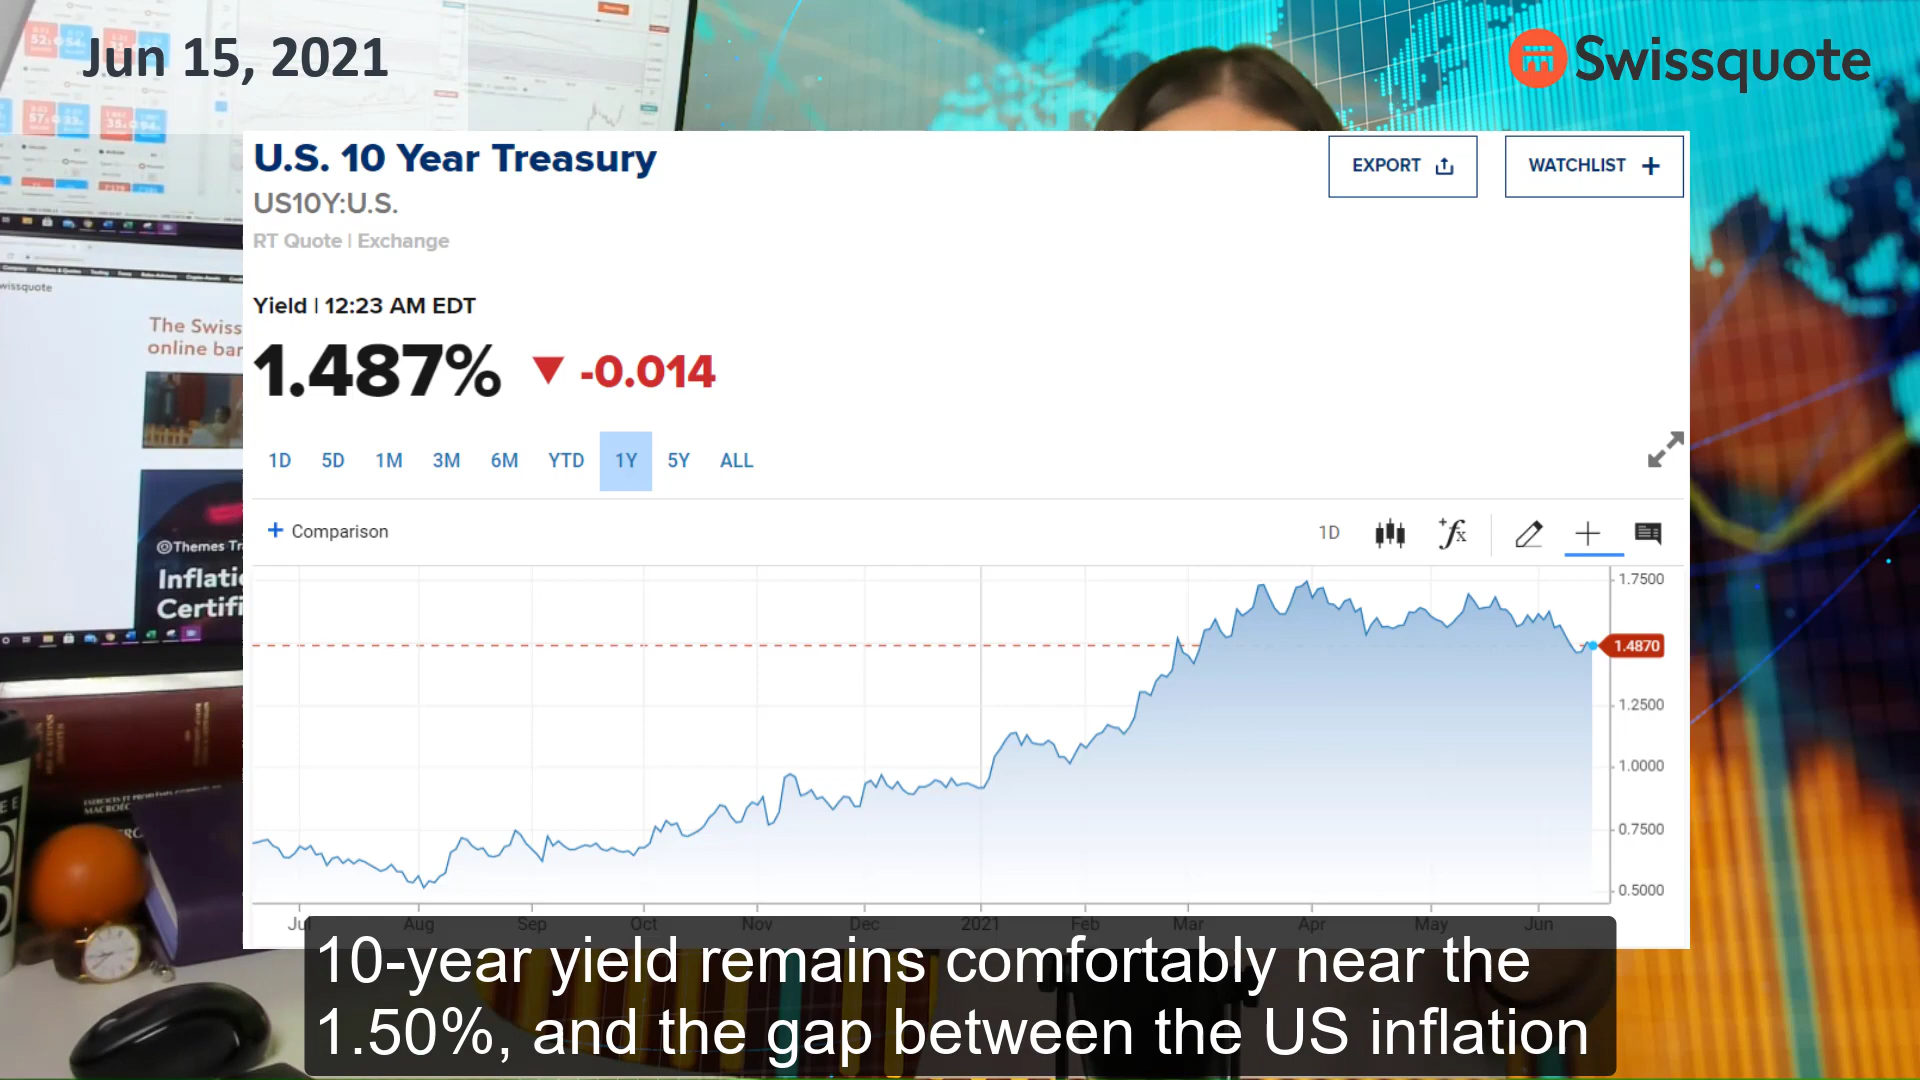 Jun 15, 2021
Swissquote
U.S. 10 Year Treasury
US10Y:U.S.
RT Quote | Exchange
EXPORT
WATCHLIST +
Yield | 12:23 AM EDT
1.487% ▼ -0.014
1D 5D 1M 3M 6M YTD 1Y 5Y ALL
+ Comparison
1D
1.7500
1.4870
1.2500
1.0000
0.7500
0.5000
Jul Aug Sep Oct Nov Dec 2021 Feb Mar Apr May Jun
10-year yield remains comfortably near the
1.50%, and the gap between the US inflation
wissquote
The Swiss
online ban
Themes Tr
Inflati
Certifi